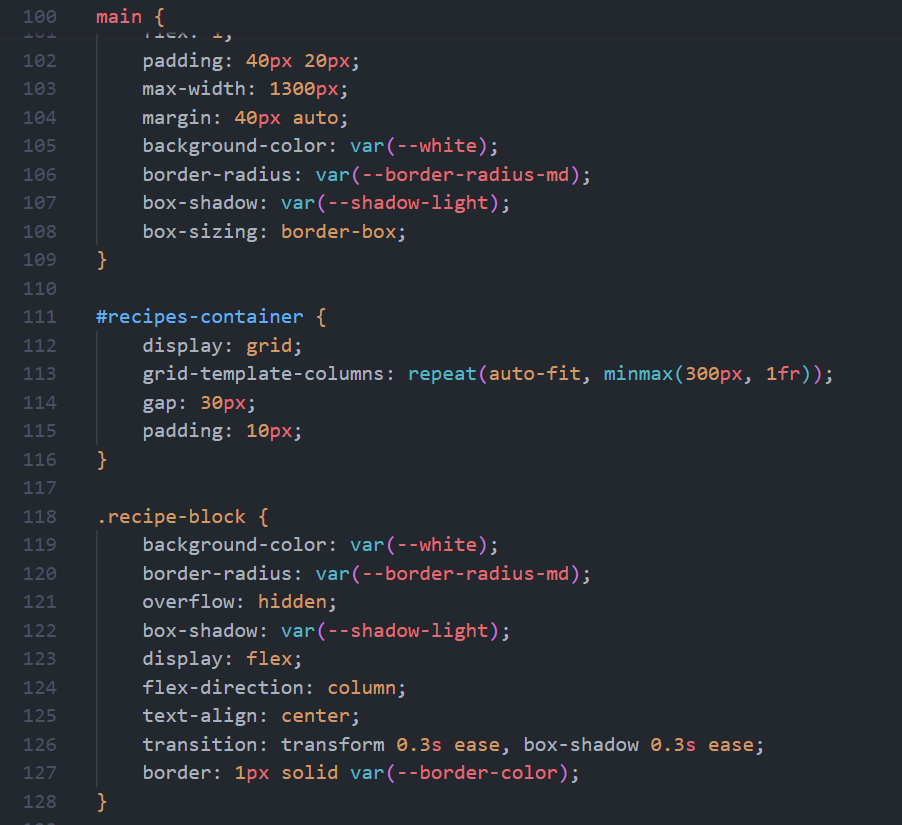 100 main {
101 flex: 1;
102 padding: 40px 20px;
103 max-width: 1300px;
104 margin: 40px auto;
105 background-color: var(--white);
106 border-radius: var(--border-radius-md);
107 box-shadow: var(--shadow-light);
108 box-sizing: border-box;
109 }
110
111 #recipes-container {
112 display: grid;
113 grid-template-columns: repeat(auto-fit, minmax(300px, 1fr));
114 gap: 30px;
115 padding: 10px;
116 }
117
118 .recipe-block {
119 background-color: var(--white);
120 border-radius: var(--border-radius-md);
121 overflow: hidden;
122 box-shadow: var(--shadow-light);
123 display: flex;
124 flex-direction: column;
125 text-align: center;
126 transition: transform 0.3s ease, box-shadow 0.3s ease;
127 border: 1px solid var(--border-color);
128 }